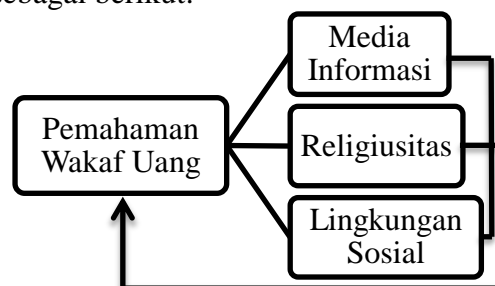 sebagai berikut:
Media
Informasi
Pemahaman
Wakaf Uang
Religiusitas
Lingkungan
Sosial